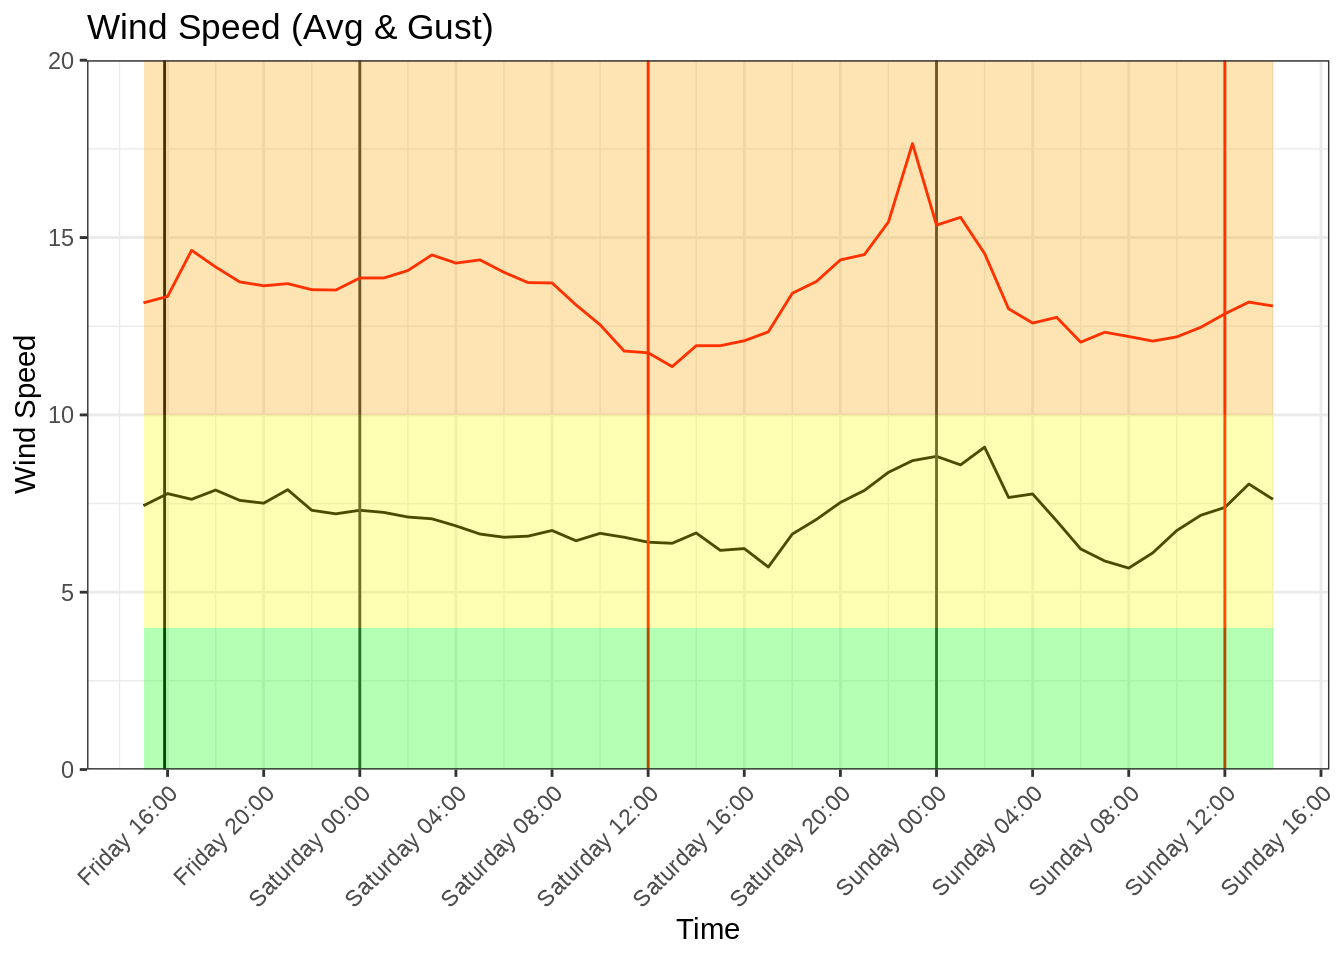 Wind Speed (Avg & Gust)
Wind Speed
20
15
10
5
0
Friday 16:00
Friday 20:00
Saturday 00:00
Saturday 04:00
Saturday 08:00
Saturday 12:00
Saturday 16:00
Saturday 20:00
Sunday 00:00
Sunday 04:00
Sunday 08:00
Sunday 12:00
Sunday 16:00
Time